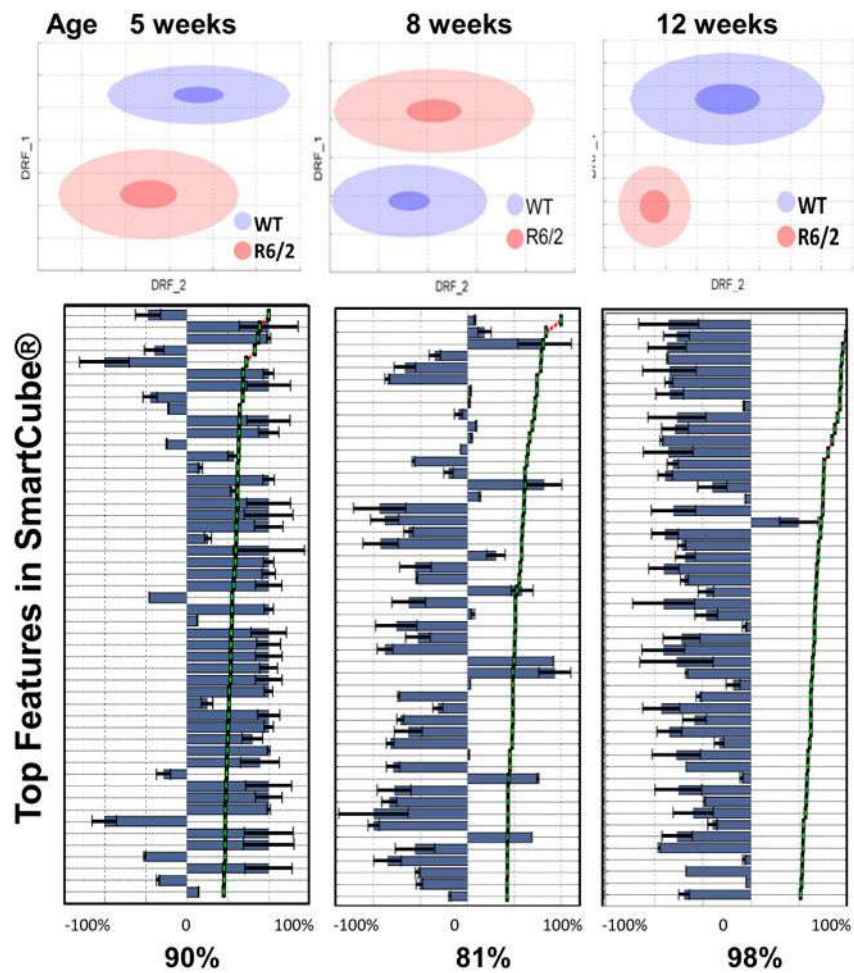 Age 5 weeks 8 weeks 12 weeks
DRF_1
WT
R6/2
DRF_2
DRF_1
WT
R6/2
DRF_2
WT
R6/2
Top Features in SmartCube®
-100% 0 100%
-100% 0 100%
-100% 0 100%
90% 81% 98%